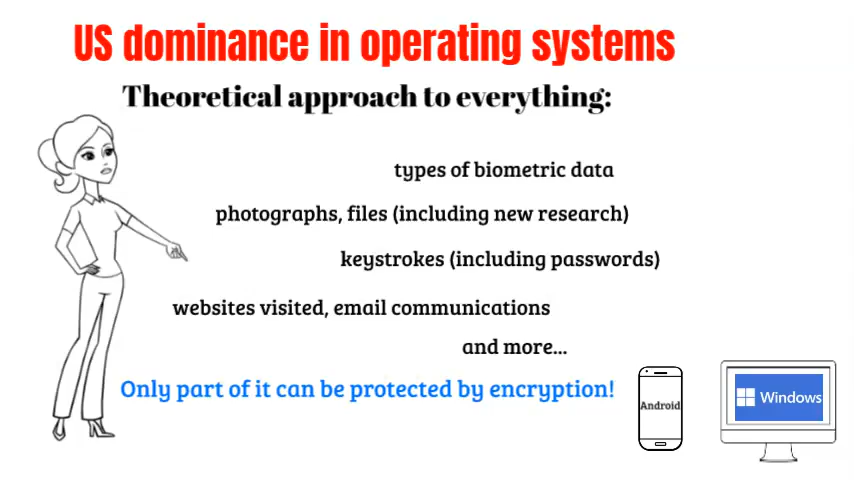 US dominance in operating systems
Theoretical approach to everything:
types of biometric data
photographs, files (including new research)
keystrokes (including passwords)
websites visited, email communications
and more...
Only part of it can be protected by encryption!
Android
Windows